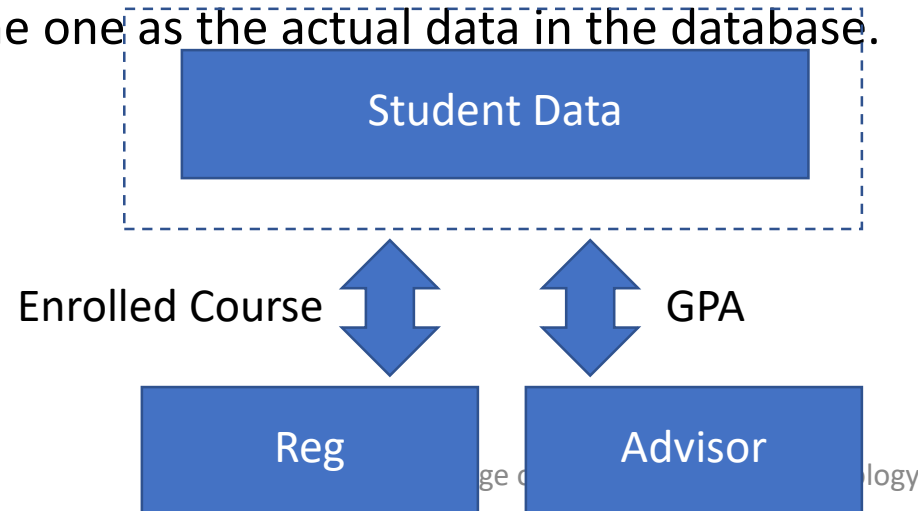 one as the actual data in the database.
Student Data
Enrolled Course
GPA
Reg
Advisor